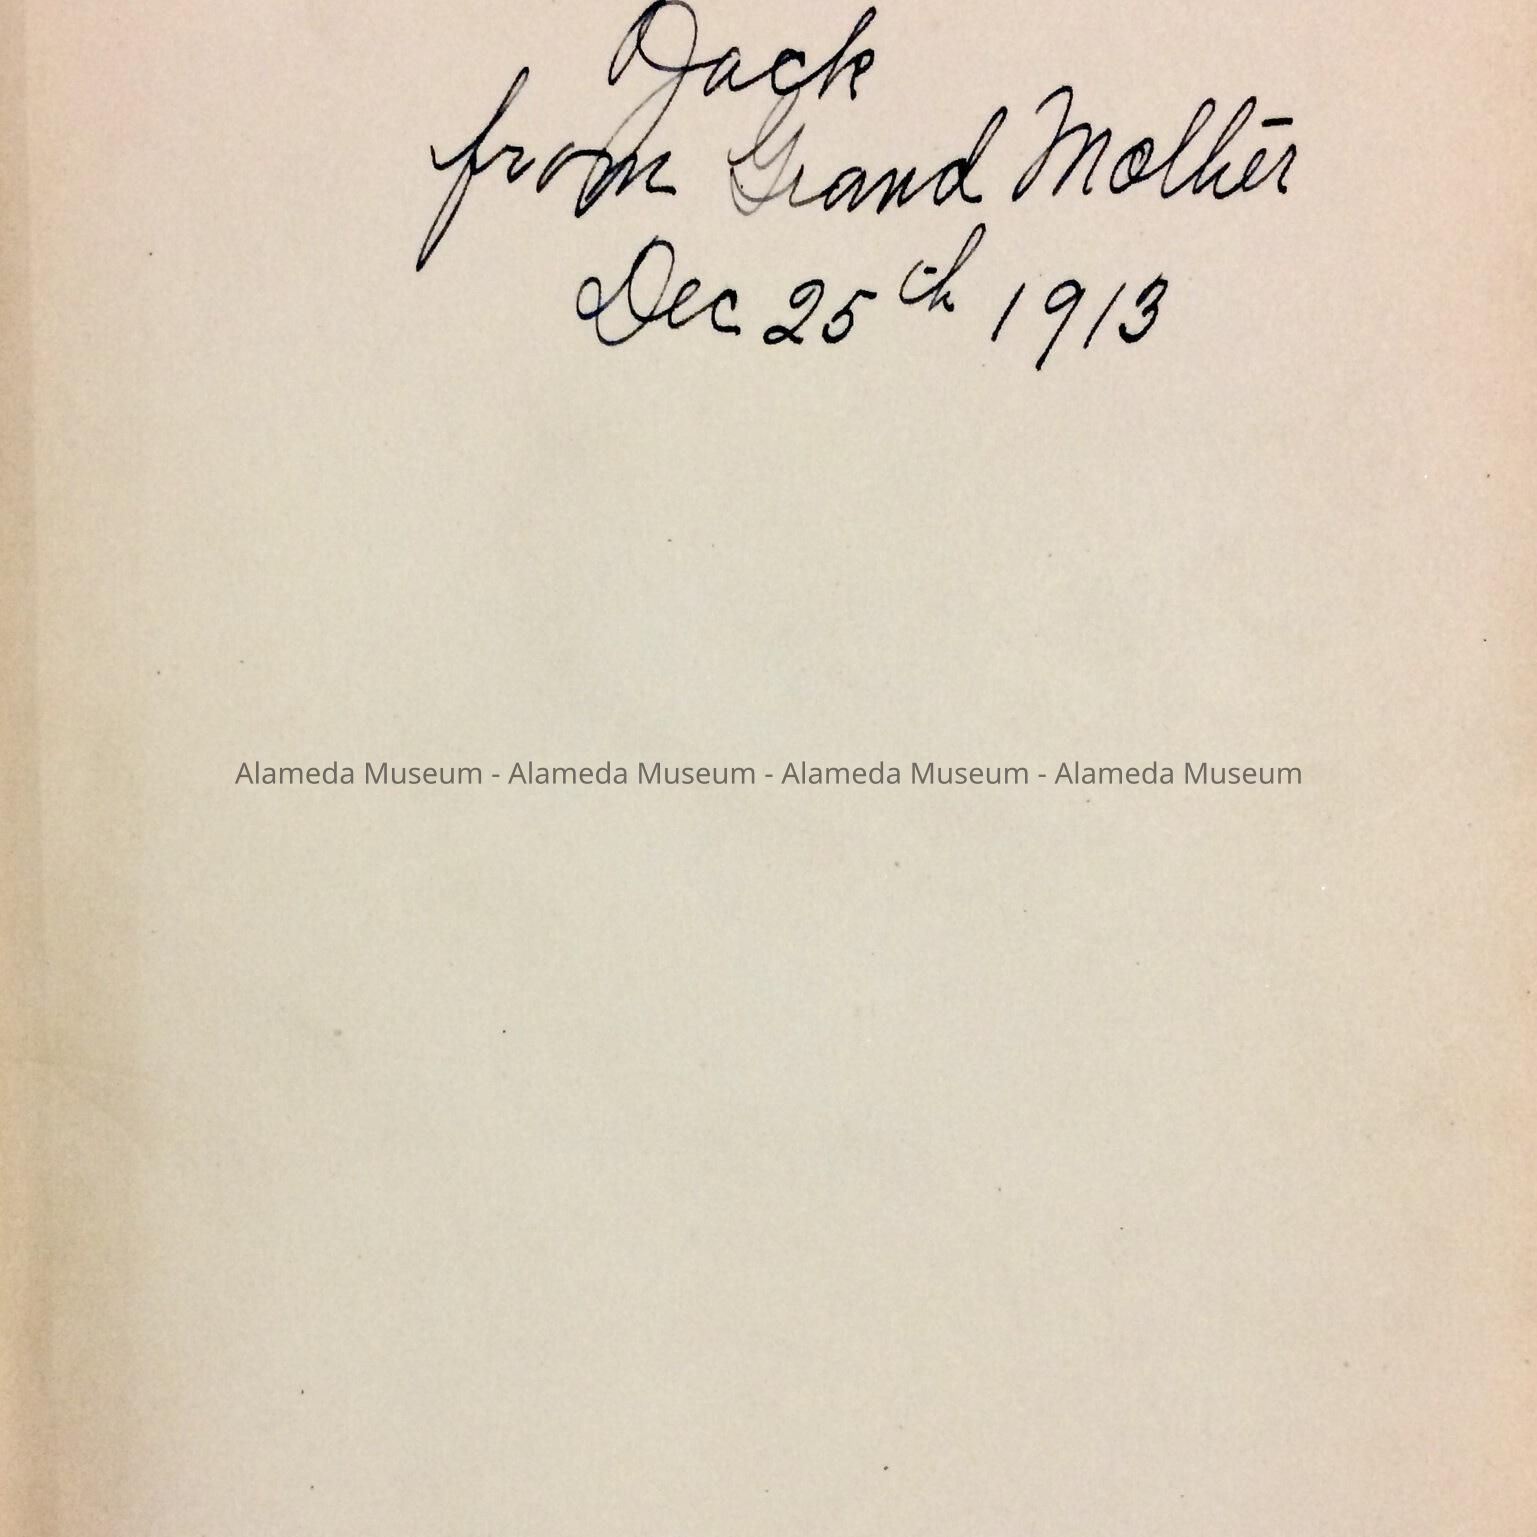 Jack
from Grand Mother
Dec 25th 1913
Alameda Museum - Alameda Museum - Alameda Museum - Alameda Museum